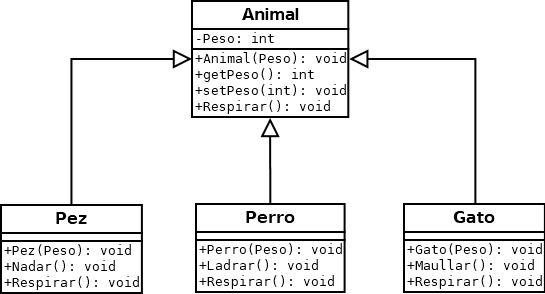 Animal
-Peso: int
+Animal(Peso): void
+getPeso(): int
+setPeso(int): void
+Respirar(): void
Pez
+Pez(Peso): void
+Nadar(): void
+Respirar(): void
Perro
+Perro(Peso): void
+Ladrar(): void
+Respirar(): void
Gato
+Gato(Peso): void
+Maullar(): void
+Respirar(): void